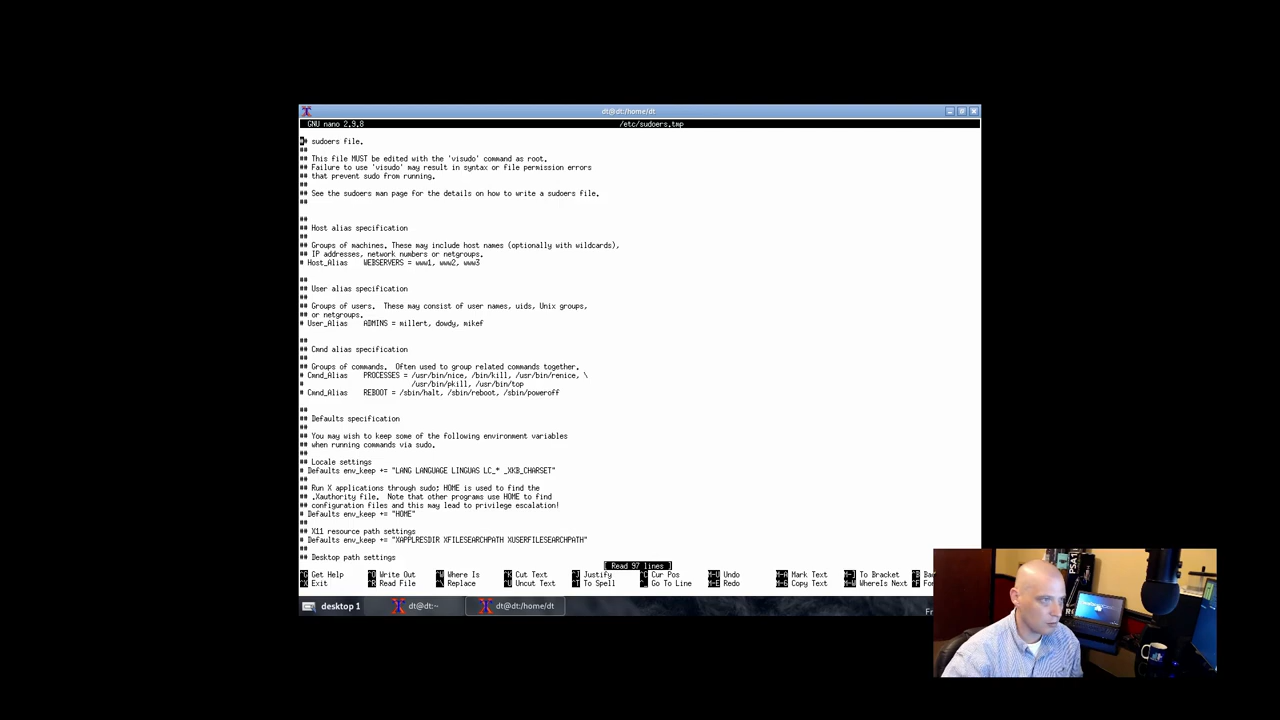 dt@dt:/home/dt
GNU nano 2.9.8 /etc/sudoers.tmp
## sudoers file.
##
## This file MUST be edited with the 'visudo' command as root.
## Failure to use 'visudo' may result in syntax or file permission errors
## that prevent sudo from running.
##
## See the sudoers man page for the details on how to write a sudoers file.
##
##
## Host alias specification
##
## Groups of machines. These may include host names (optionally with wildcards),
## IP addresses, network numbers or netgroups.
# Host_Alias WEBSERVERS = www1, www2, www3
##
## User alias specification
##
## Groups of users. These may consist of user names, uids, Unix groups,
## or netgroups.
# User_Alias ADMINS = millert, dowdy, mikef
##
## Cmnd alias specification
##
## Groups of commands. Often used to group related commands together.
# Cmnd_Alias PROCESSES = /usr/bin/nice, /bin/kill, /usr/bin/renice, \
# /usr/bin/pkill, /usr/bin/top
# Cmnd_Alias REBOOT = /sbin/halt, /sbin/reboot, /sbin/poweroff
##
## Defaults specification
##
## You may wish to keep some of the following environment variables
## when running commands via sudo.
##
## Locale settings
# Defaults env_keep += "LANG LANGUAGE LINGUAS LC_* _XKB_CHARSET"
##
## Run X applications through sudo; HOME is used to find the
## .Xauthority file. Note that other programs use HOME to find
## configuration files and this may lead to privilege escalation!
# Defaults env_keep += "HOME"
##
## X11 resource path settings
# Defaults env_keep += "XAPPLRESDIR XFILESEARCHPATH XUSERFILESEARCHPATH"
##
## Desktop path settings
[ Read 97 lines ]
^G Get Help ^O Write Out ^W Where Is ^K Cut Text ^J Justify ^C Cur Pos M-U Undo M-A Mark Text M-J To Bracket ^B Ba
^X Exit ^R Read File ^\ Replace ^U Uncut Text ^T To Spell ^_ Go To Line M-E Redo M-6 Copy Text M-W WhereIs Next ^F Fo
desktop 1 dt@dt:~ dt@dt:/home/dt Fr